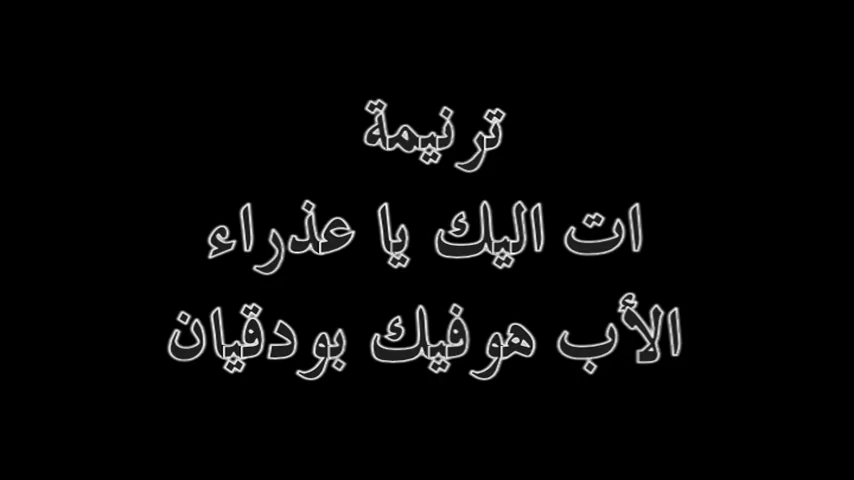 ترنيمة
ات اليك يا عذراء
الأب هوفيك بودقيان